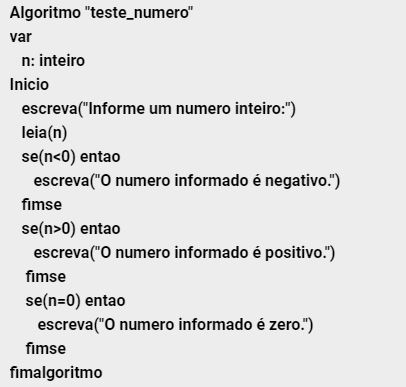 Algoritmo "teste_numero"
var
n: inteiro
Inicio
escreva("Informe um numero inteiro:")
leia(n)
se(n<0) entao
escreva("O numero informado é negativo.")
fimse
se(n>0) entao
escreva("O numero informado é positivo.")
fimse
se(n=0) entao
escreva("O numero informado é zero.")
fimse
fimalgoritmo